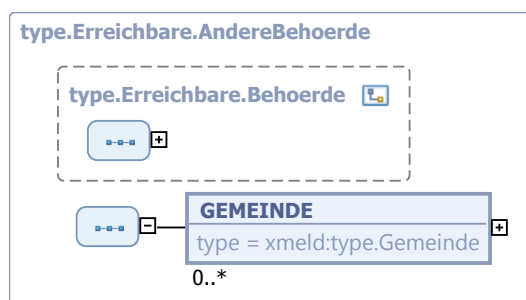 type.Erreichbare.AndereBehoerde
type.Erreichbare.Behoerde
GEMEINDE
type = xmeld:type.Gemeinde
0..*